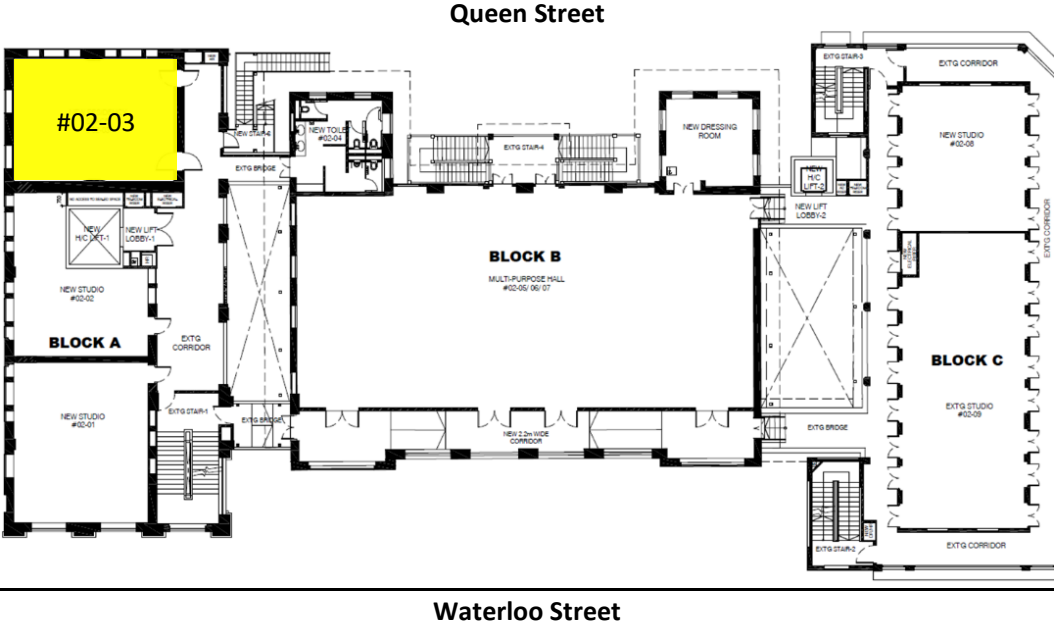 Queen Street
EXTG STAIR-3
EXTG CORRIDOR
#02-03
NEW STAIR-5
NEW TOILET
#02-04
EXTG STAIR-4
NEW DRESSING
ROOM
NEW STUDIO
#02-08
EXTG BRIDGE
NEW
H/C
LIFT-2
NEW
H/C LIFT-1
NEW LIFT
LOBBY-1
NEW LIFT
LOBBY-2
EXTG CORRIDOR
BLOCK B
MULTI-PURPOSE HALL
#02-05/ 06/ 07
NEW STUDIO
#02-02
BLOCK A
EXTG
CORRIDOR
BLOCK C
EXTG STUDIO
#02-09
NEW STUDIO
#02-01
EXTG STAIR-1
EXTG BRIDGE
NEW 2.2m WIDE
CORRIDOR
EXTG BRIDGE
EXTG STAIR-2
EXTG CORRIDOR
Waterloo Street